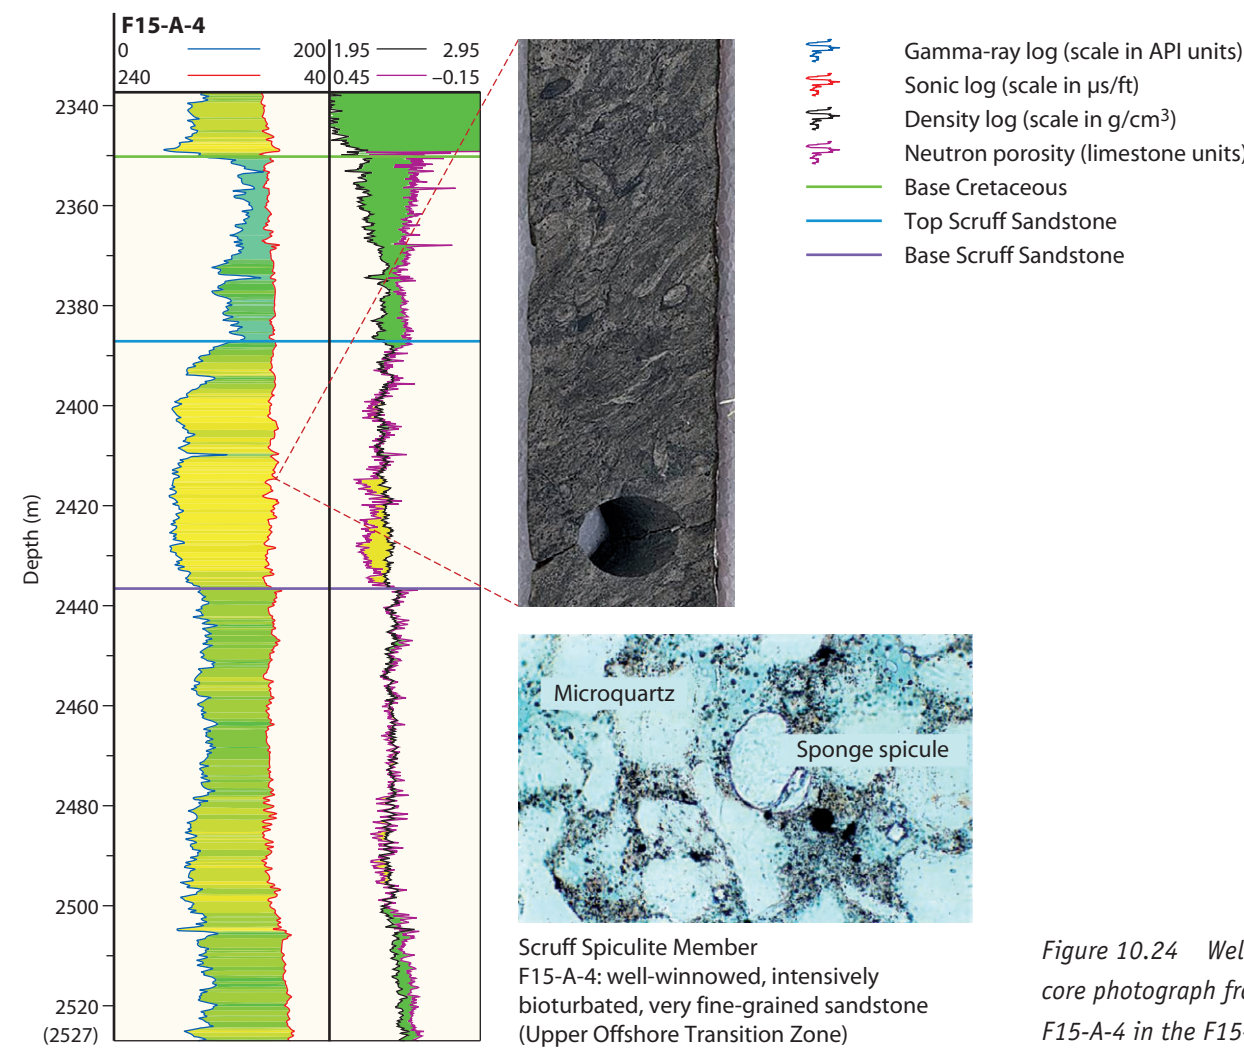 F15-A-4
0 200 1.95 2.95
240 40 0.45 −0.15
2340
2360
2380
2400
2420
2440
2460
2480
2500
2520
(2527)
Depth (m)
Gamma-ray log (scale in API units)
Sonic log (scale in µs/ft)
Density log (scale in g/cm³)
Neutron porosity (limestone units)
Base Cretaceous
Top Scruff Sandstone
Base Scruff Sandstone
Microquartz
Sponge spicule
Scruff Spiculite Member
F15-A-4: well-winnowed, intensively
bioturbated, very fine-grained sandstone
(Upper Offshore Transition Zone)
Figure 10.24 Wel
core photograph fr
F15-A-4 in the F15-